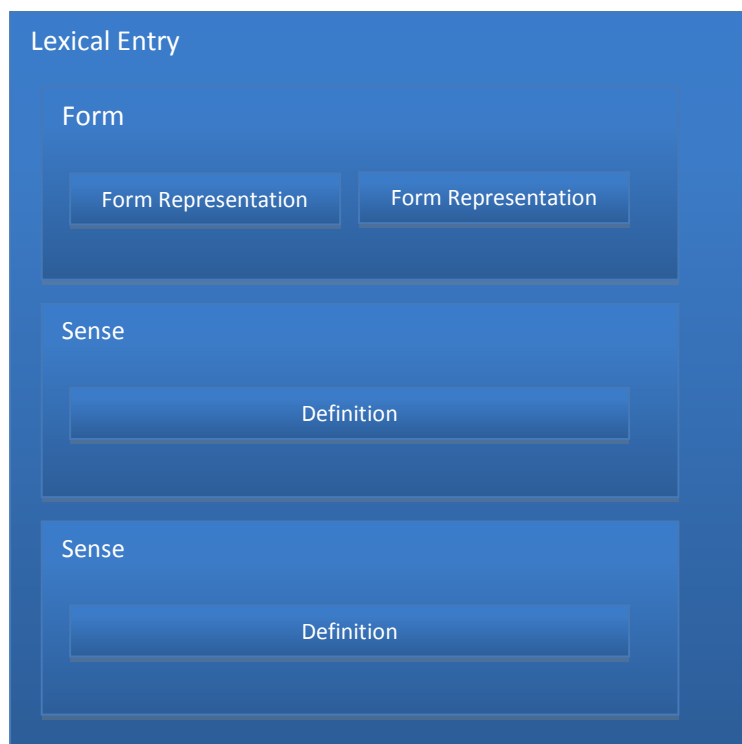 Lexical Entry
Form
Form Representation Form Representation
Sense
Definition
Sense
Definition